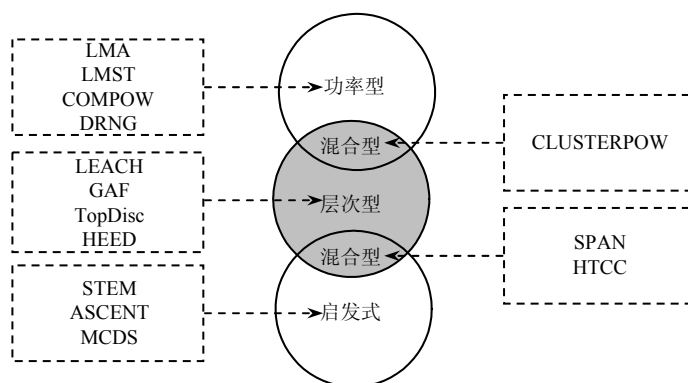 LMA
LMST
COMPOW
DRNG
LEACH
GAF
TopDisc
HEED
STEM
ASCENT
MCDS
功率型
混合型
层次型
混合型
启发式
CLUSTERPOW
SPAN
HTCC